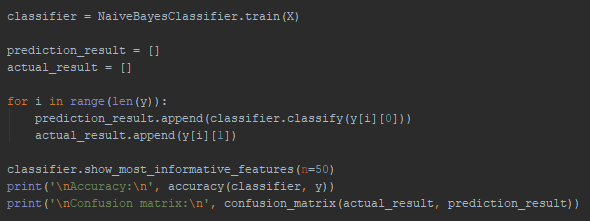 classifier = NaiveBayesClassifier.train(X)
prediction_result = []
actual_result = []
for i in range(len(y)):
    prediction_result.append(classifier.classify(y[i][0]))
    actual_result.append(y[i][1])
classifier.show_most_informative_features(n=50)
print('\nAccuracy:\n', accuracy(classifier, y))
print('\nConfusion matrix:\n', confusion_matrix(actual_result, prediction_result))